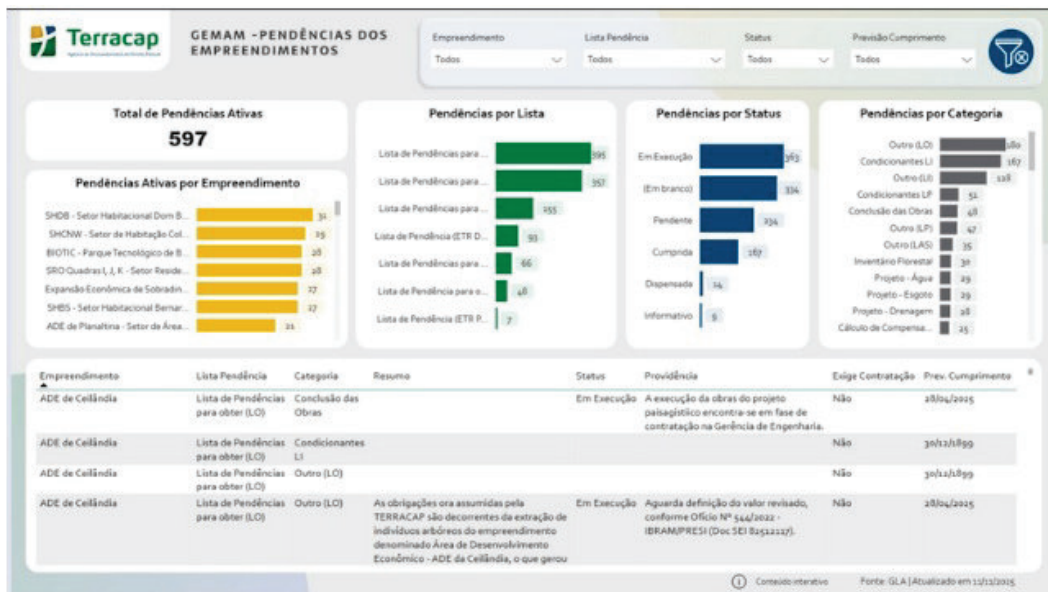 Terracap
GEMAM -PENDÊNCIAS DOS
EMPREENDIMENTOS
Empreendimento
Todos
Lista Pendência
Todos
Status
Todos
Previsão Cumprimento
Todos
Total de Pendências Ativas
597
Pendências Ativas por Empreendimento
SHDB - Setor Habitacional Dom B... 31
SHCNW - Setor de Habitação Col... 29
BIOTIC - Parque Tecnológico de B... 28
SRO Quadras I, J, K - Setor Reside... 28
Expansão Econômica de Sobradin... 27
SHBS - Setor Habitacional Bernar... 27
ADE de Planaltina - Setor de Área... 21
Pendências por Lista
Lista de Pendências para ... 395
Lista de Pendências para ... 357
Lista de Pendências para ... 155
Lista de Pendência (ETR D... 93
Lista de Pendências para ... 66
Lista de Pendência para o... 48
Lista de Pendência (ETR P... 7
Pendências por Status
Em Execução 363
(Em branco) 334
Pendente 234
Cumprida 167
Dispensada 14
Informativo 9
Pendências por Categoria
Outro (LO) 180
Condicionantes LI 167
Outro (LI) 128
Condicionantes LP 51
Conclusão das Obras 48
Outro (LP) 47
Outro (LAS) 35
Inventário Florestal 30
Projeto - Água 29
Projeto - Esgoto 29
Projeto - Drenagem 28
Cálculo de Compensa... 25
Empreendimento Lista Pendência Categoria Resumo Status Providência Exige Contratação Prev. Cumprimento
ADE de Ceilândia Lista de Pendências Conclusão das Em Execução A execução da obras do projeto Não 28/04/2025
para obter (LO) Obras paisagístico encontra-se em fase de
contratação na Gerência de Engenharia.
ADE de Ceilândia Lista de Pendências Condicionantes Não 30/12/1899
para obter (LO) LI
ADE de Ceilândia Lista de Pendências Outro (LO) Não 30/12/1899
para obter (LO)
ADE de Ceilândia Lista de Pendências Outro (LO) As obrigações ora assumidas pela Em Execução Aguarda definição do valor revisado, Não 28/04/2025
para obter (LO) TERRACAP são decorrentes da extração de conforme Ofício Nº 544/2022 -
indivíduos arbóreos do empreendimento IBRAM/PRESI (Doc SEI 82512127).
denominado Área de Desenvolvimento
Econômico - ADE da Ceilândia, o que gerou
Conteúdo interativo Fonte: GLA | Atualizado em 11/12/2025